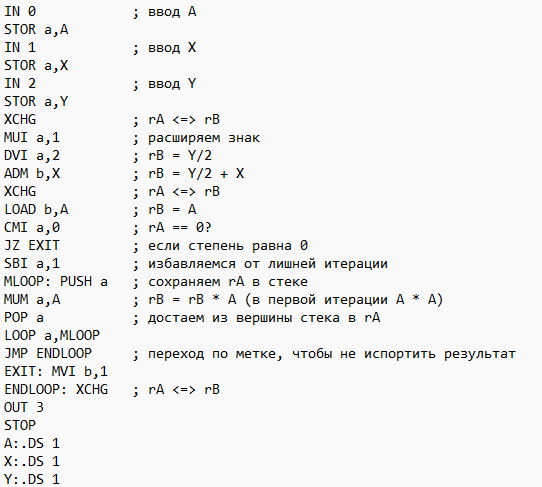 IN 0 ; ввод A
STOR a,A
IN 1 ; ввод X
STOR a,X
IN 2 ; ввод Y
STOR a,Y
XCHG ; rA <=> rB
MUI a,1 ; расширяем знак
DVI a,2 ; rB = Y/2
ADM b,X ; rB = Y/2 + X
XCHG ; rA <=> rB
LOAD b,A ; rB = A
CMI a,0 ; rA == 0?
JZ EXIT ; если степень равна 0
SBI a,1 ; избавляемся от лишней итерации
MLOOP: PUSH a ; сохраняем rA в стеке
MUM a,A ; rB = rB * A (в первой итерации A * A)
POP a ; достаем из вершины стека в rA
LOOP a,MLOOP
JMP ENDLOOP ; переход по метке, чтобы не испортить результат
EXIT: MVI b,1
ENDLOOP: XCHG ; rA <=> rB
OUT 3
STOP
A:.DS 1
X:.DS 1
Y:.DS 1